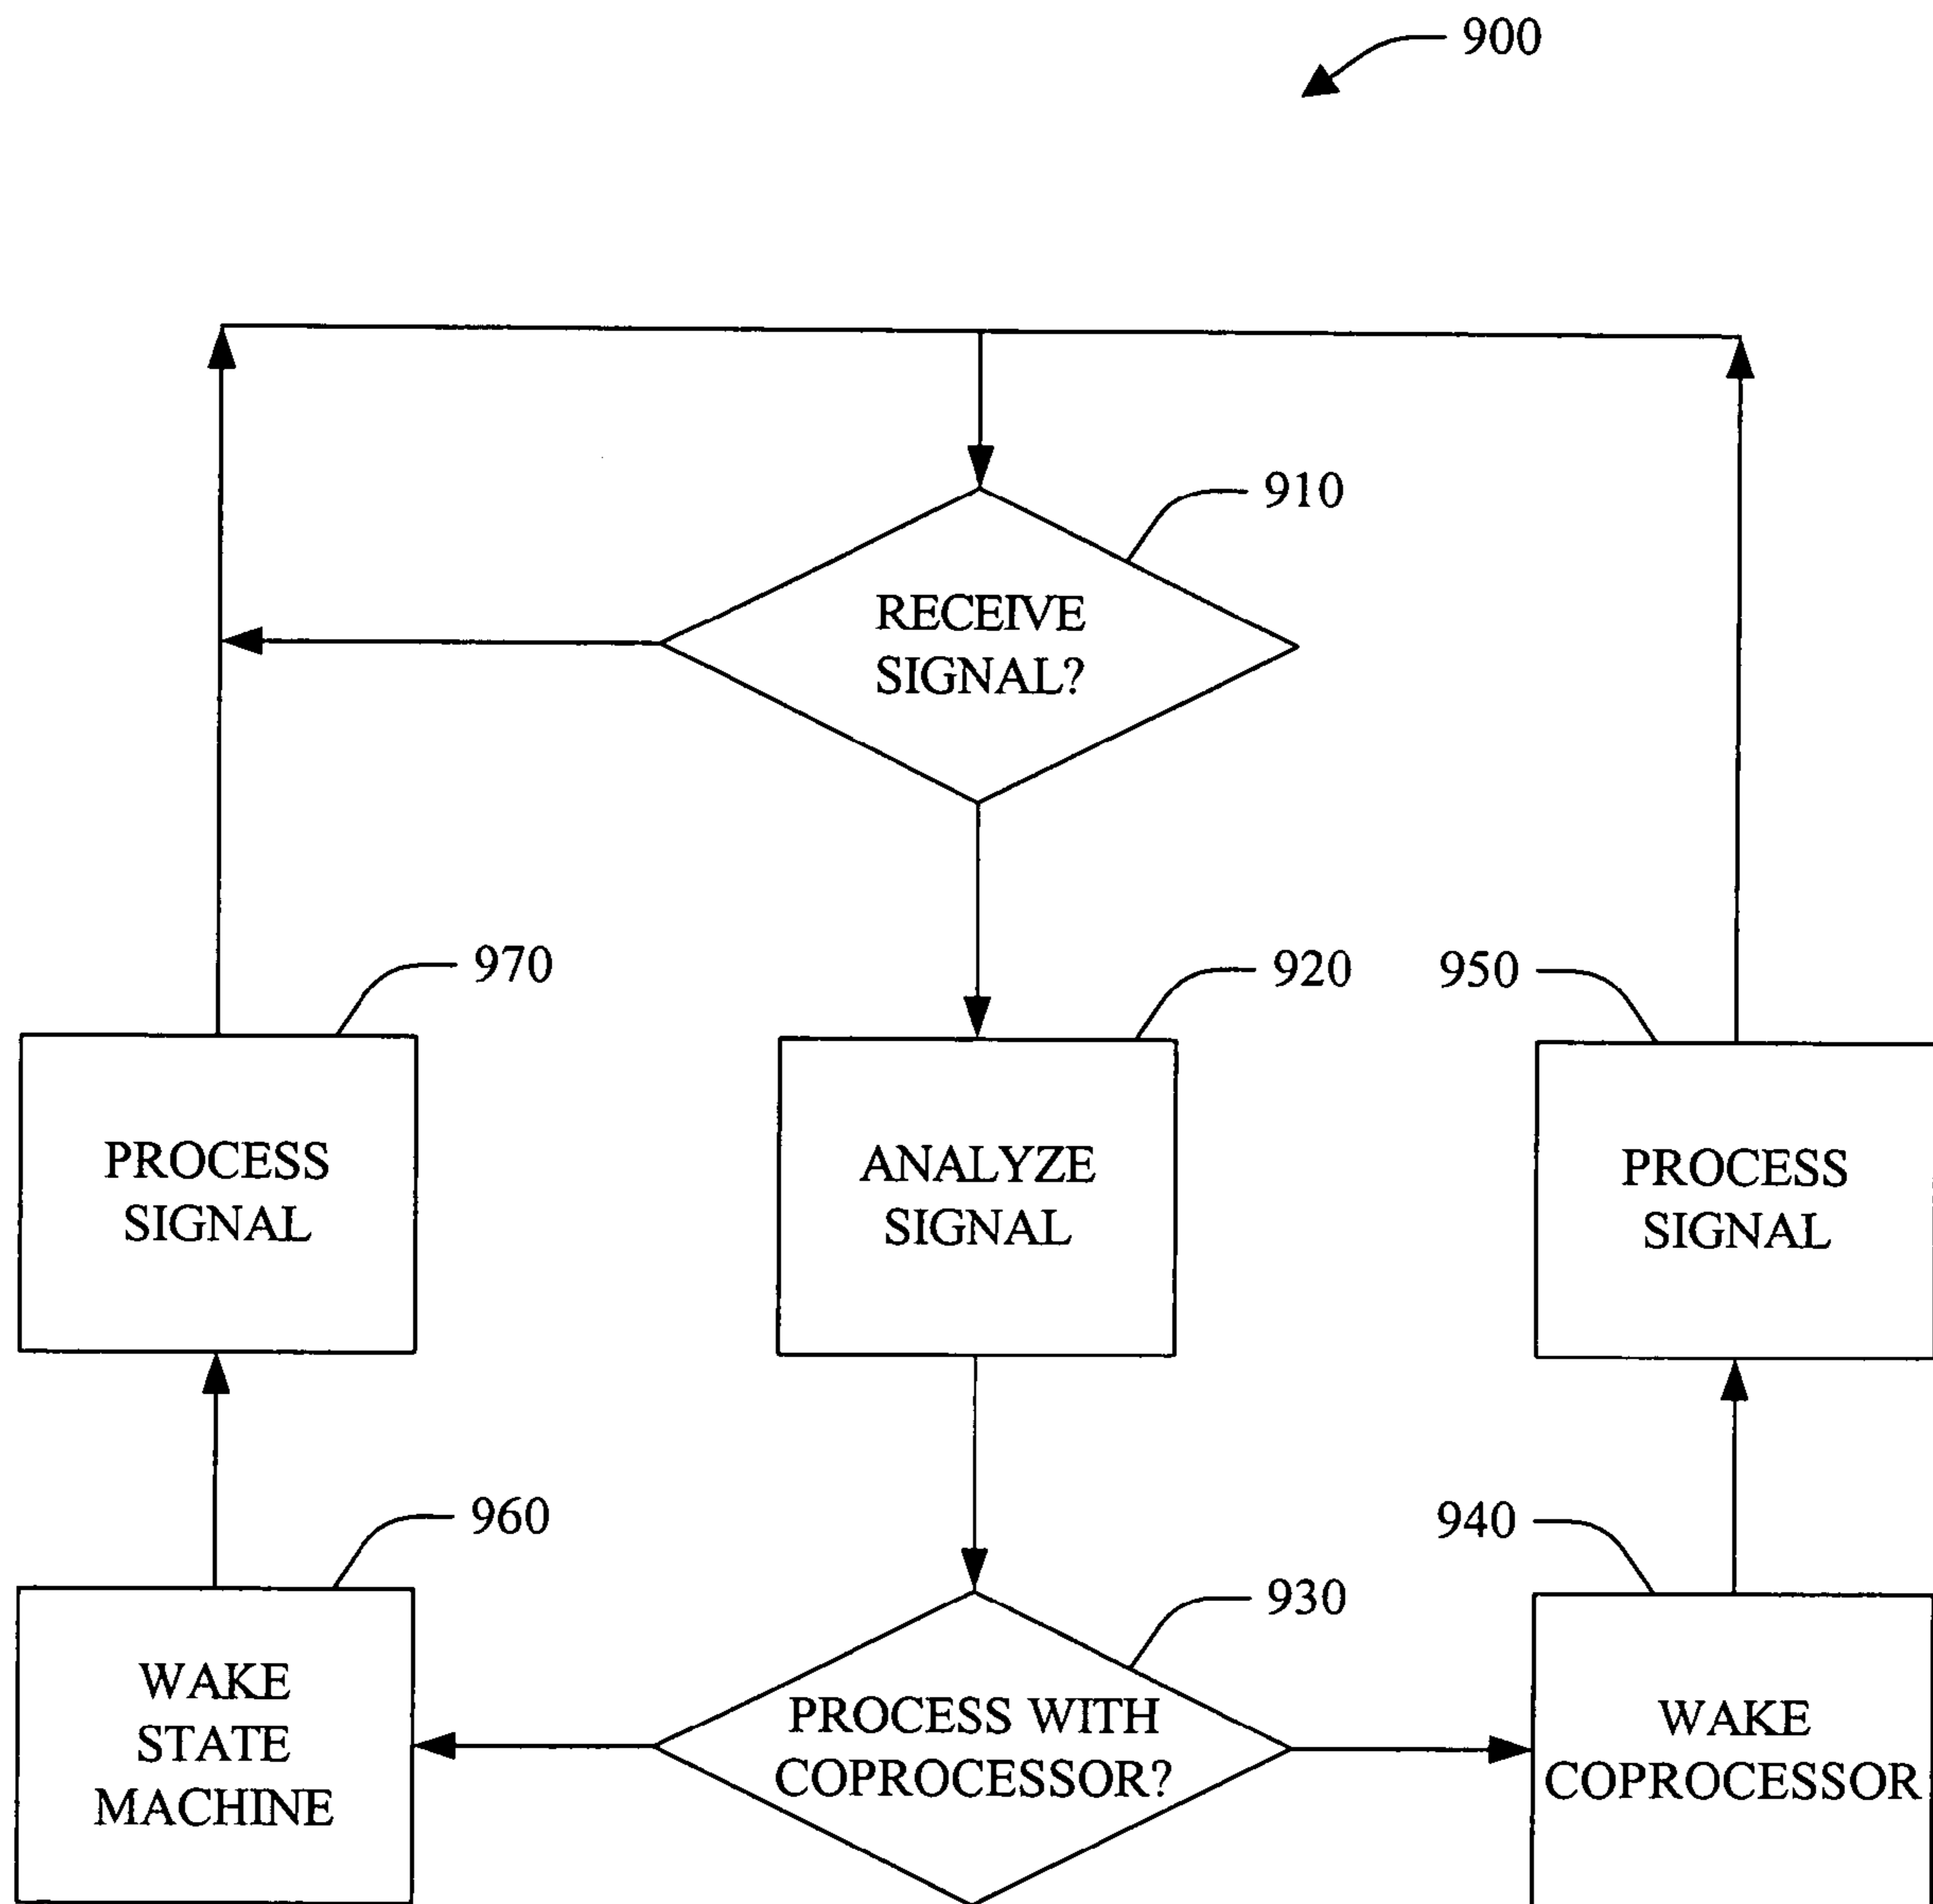 900
910
RECEIVE
SIGNAL?
970
920
950
PROCESS
SIGNAL
ANALYZE
SIGNAL
PROCESS
SIGNAL
960
930
940
WAKE
STATE
MACHINE
PROCESS WITH
COPROCESSOR?
WAKE
COPROCESSOR